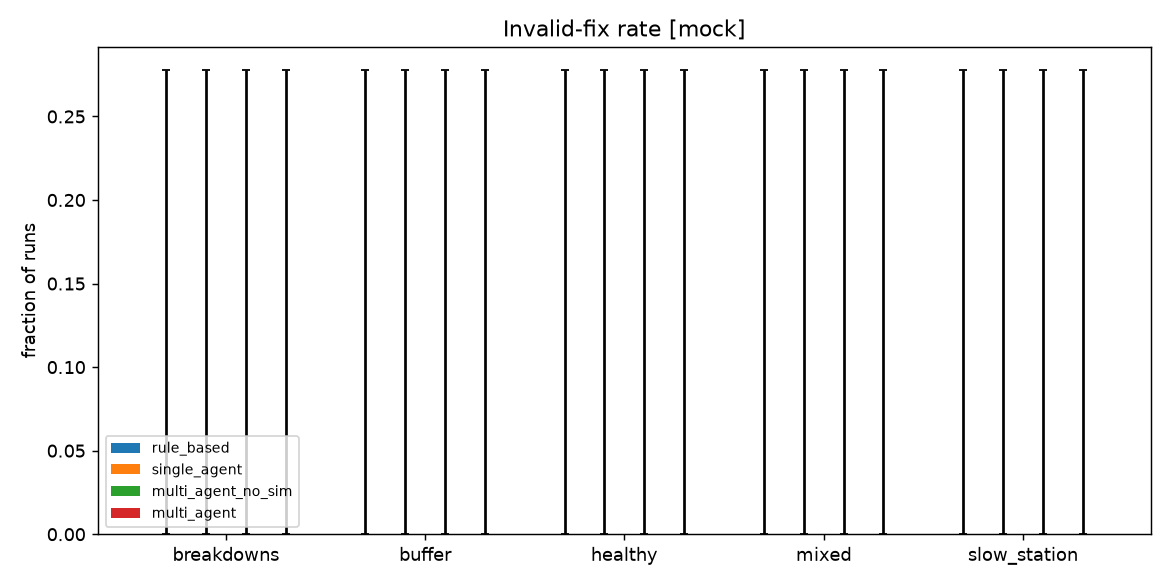 Invalid-fix rate [mock]
fraction of runs
0.25
0.20
0.15
0.10
0.05
0.00
rule_based
single_agent
multi_agent_no_sim
multi_agent
breakdowns
buffer
healthy
mixed
slow_station